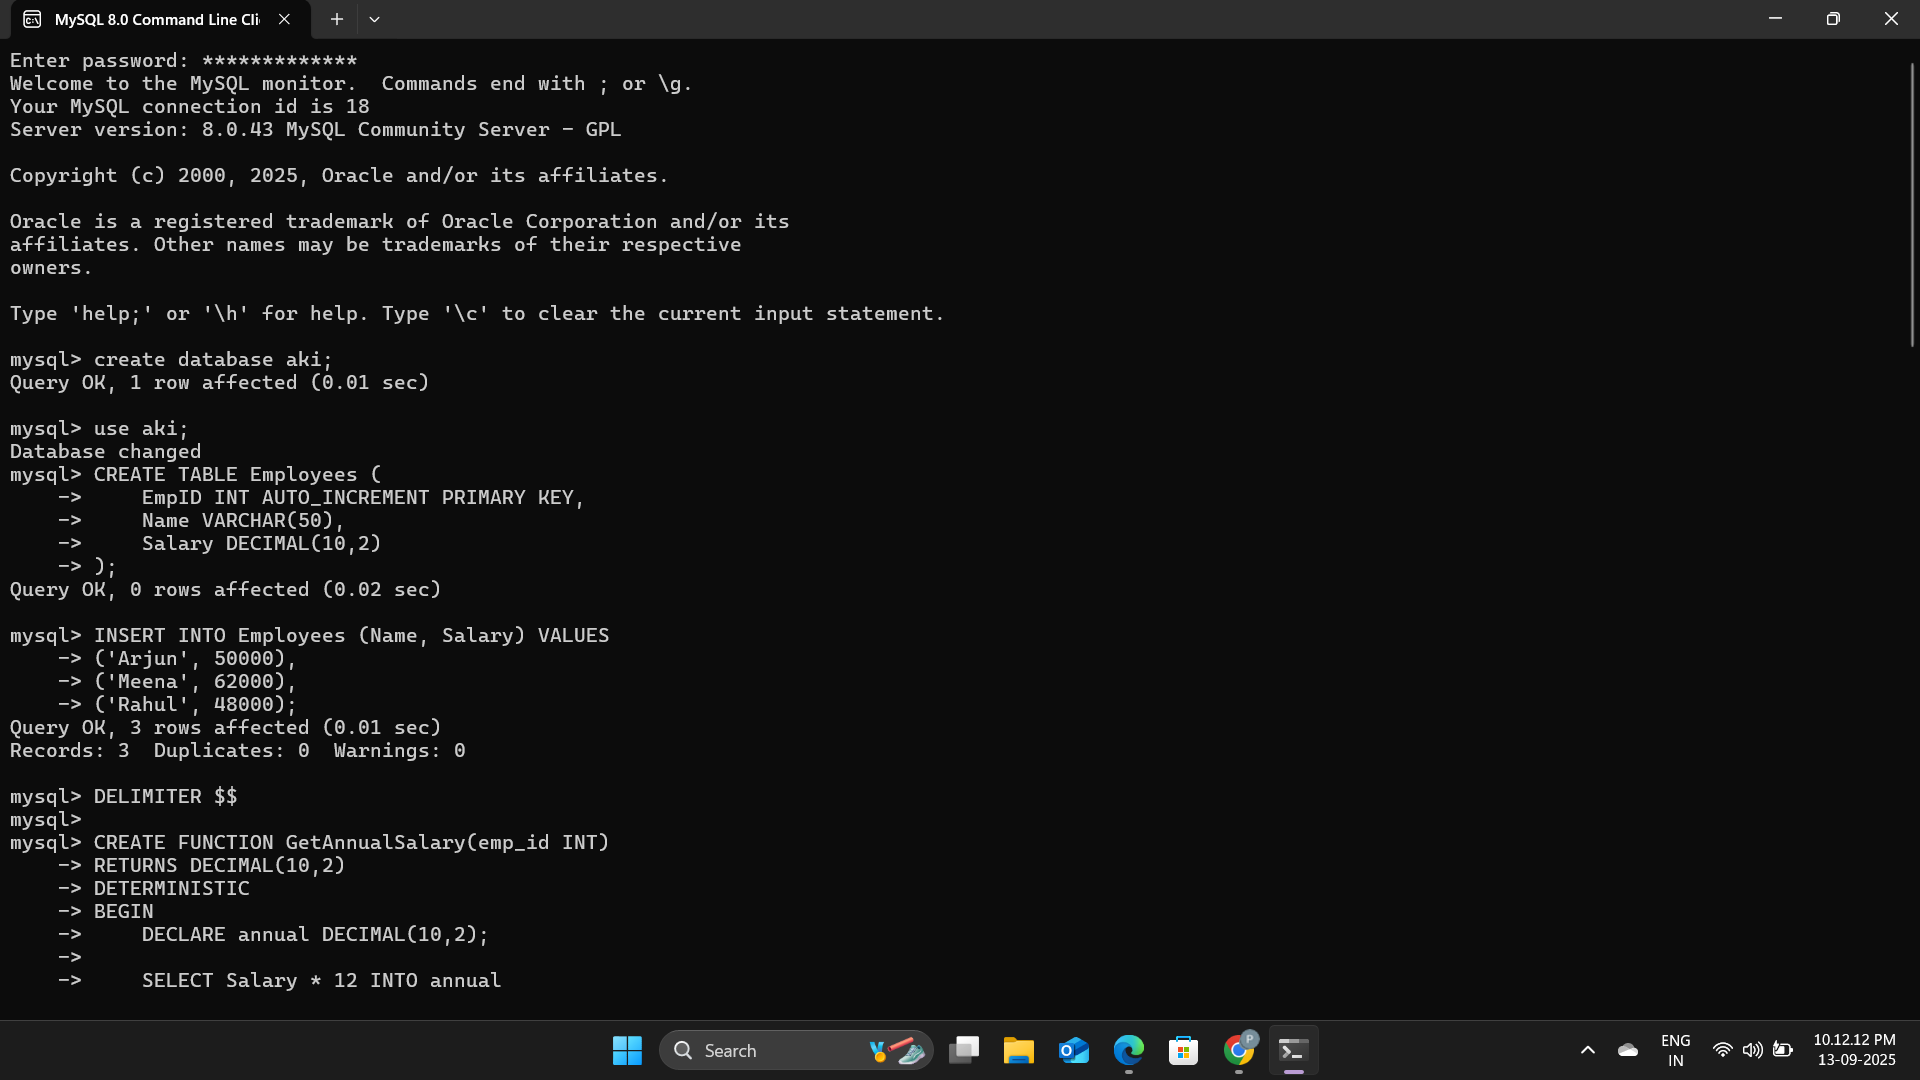 MySQL 8.0 Command Line Cli
Enter password: *************
Welcome to the MySQL monitor.  Commands end with ; or \g.
Your MySQL connection id is 18
Server version: 8.0.43 MySQL Community Server - GPL
Copyright (c) 2000, 2025, Oracle and/or its affiliates.
Oracle is a registered trademark of Oracle Corporation and/or its
affiliates. Other names may be trademarks of their respective
owners.
Type 'help;' or '\h' for help. Type '\c' to clear the current input statement.
mysql> create database aki;
Query OK, 1 row affected (0.01 sec)
mysql> use aki;
Database changed
mysql> CREATE TABLE Employees (
    ->     EmpID INT AUTO_INCREMENT PRIMARY KEY,
    ->     Name VARCHAR(50),
    ->     Salary DECIMAL(10,2)
    -> );
Query OK, 0 rows affected (0.02 sec)
mysql> INSERT INTO Employees (Name, Salary) VALUES
    -> ('Arjun', 50000),
    -> ('Meena', 62000),
    -> ('Rahul', 48000);
Query OK, 3 rows affected (0.01 sec)
Records: 3  Duplicates: 0  Warnings: 0
mysql> DELIMITER $$
mysql>
mysql> CREATE FUNCTION GetAnnualSalary(emp_id INT)
    -> RETURNS DECIMAL(10,2)
    -> DETERMINISTIC
    -> BEGIN
    ->     DECLARE annual DECIMAL(10,2);
    ->
    ->     SELECT Salary * 12 INTO annual
Search
P
ENG
IN
10.12.12 PM
13-09-2025